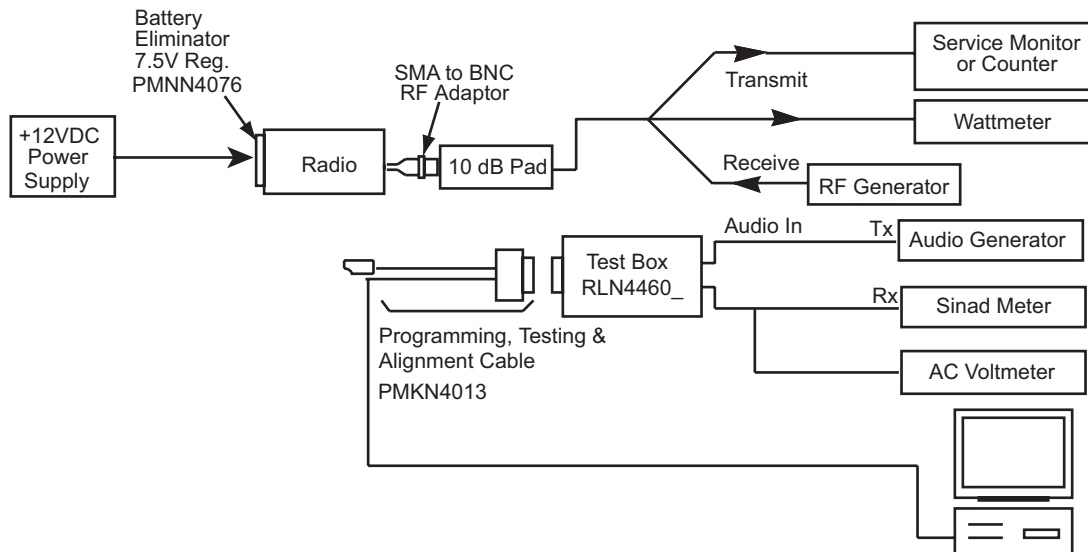 Battery
Eliminator
7.5V Reg.
PMNN4076
SMA to BNC
RF Adaptor
+12VDC
Power
Supply
Radio
10 dB Pad
Transmit
Service Monitor
or Counter
Wattmeter
Receive
RF Generator
Audio In
Tx
Audio Generator
Test Box
RLN4460_
Rx
Sinad Meter
Programming, Testing &
Alignment Cable
PMKN4013
AC Voltmeter